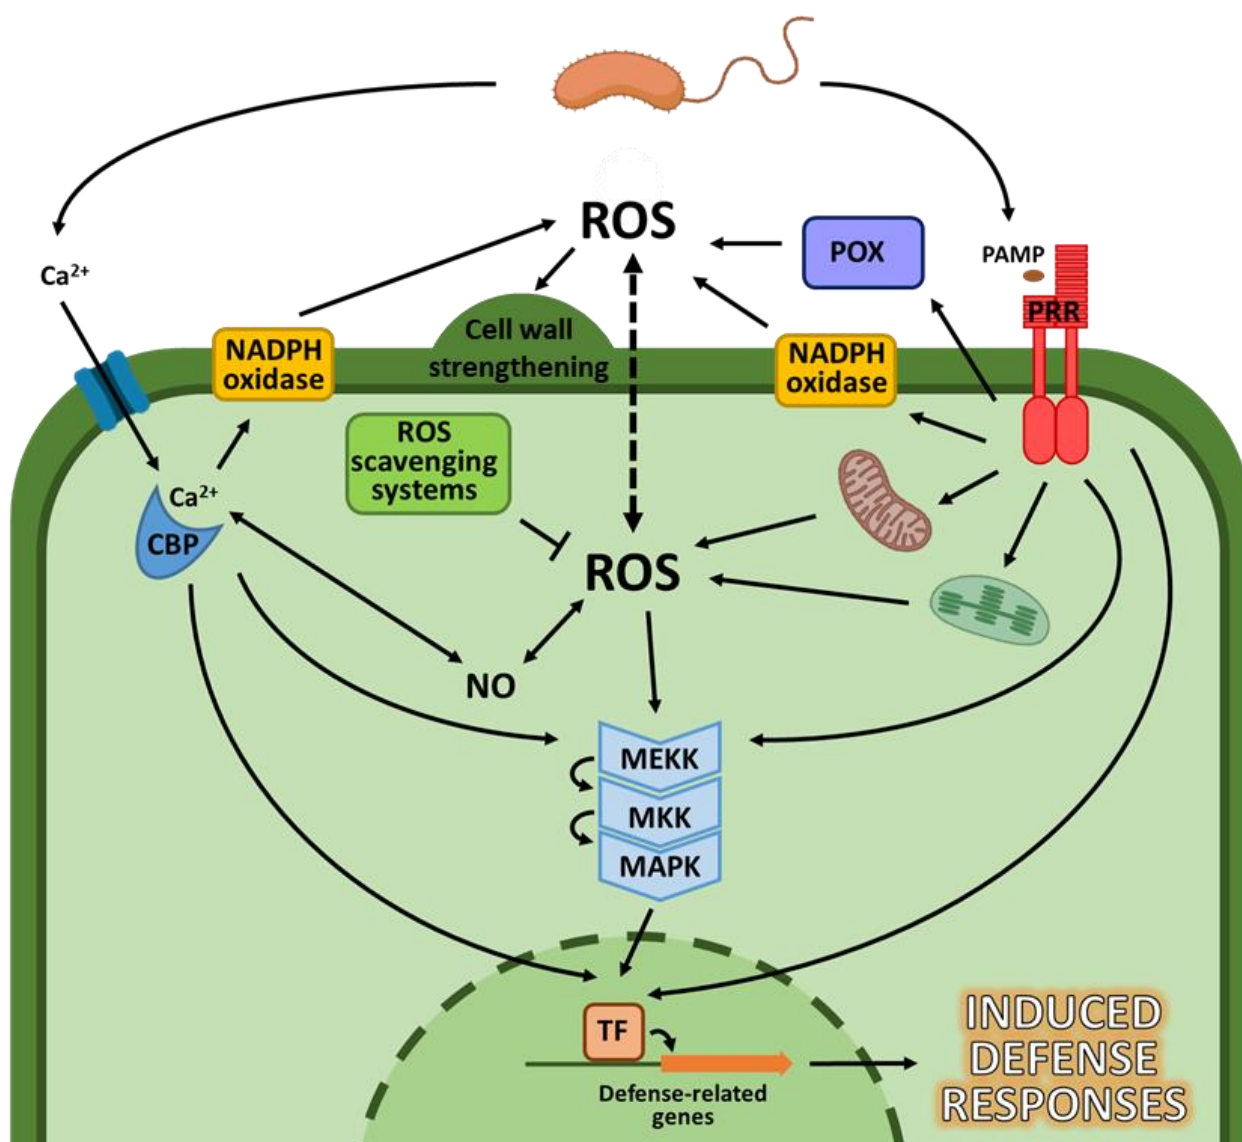 ROS
POX
PAMP
Ca²⁺
PRR
Cell wall
strengthening
NADPH
oxidase
NADPH
oxidase
ROS
scavenging
systems
Ca²⁺
CBP
ROS
NO
MEKK
MKK
MAPK
TF
Defense-related
genes
INDUCED
DEFENSE
RESPONSES